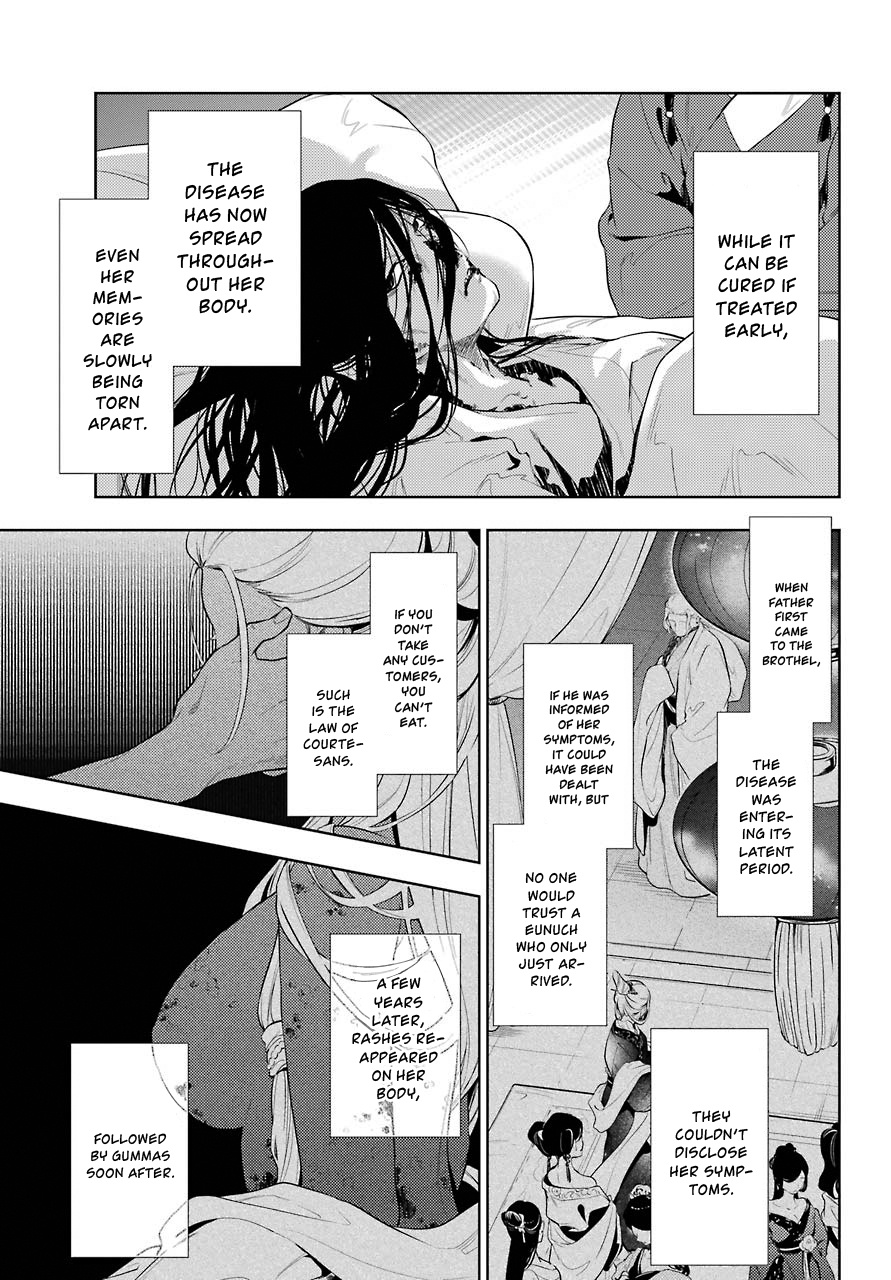 WHILE IT
CAN BE
CURED IF
TREATED
EARLY,
THE
DISEASE
HAS NOW
SPREAD
THROUGH-
OUT HER
BODY.
EVEN
HER
MEM-
ORIES
ARE
SLOWLY
BEING
TORN
APART.
WHEN
FATHER
FIRST
CAME
TO THE
BROTHEL,
THE
DISEASE
WAS
ENTER-
ING ITS
LATENT
PERIOD.
IF HE WAS
INFORMED
OF HER
SYMPTOMS,
IT COULD
HAVE BEEN
DEALT
WITH, BUT
NO ONE
WOULD
TRUST A
EUNUCH
WHO ONLY
JUST AR-
RIVED.
THEY
COULDN'T
DISCLOSE
HER SYMP-
TOMS.
IF YOU
DON'T
TAKE
ANY CUS-
TOMERS,
YOU
CAN'T
EAT.
SUCH
IS THE
LAW OF
COURTE-
SANS.
A FEW
YEARS
LATER,
RASHES RE-
APPEARED
ON HER
BODY,
FOLLOWED
BY GUMMAS
SOON AFTER.